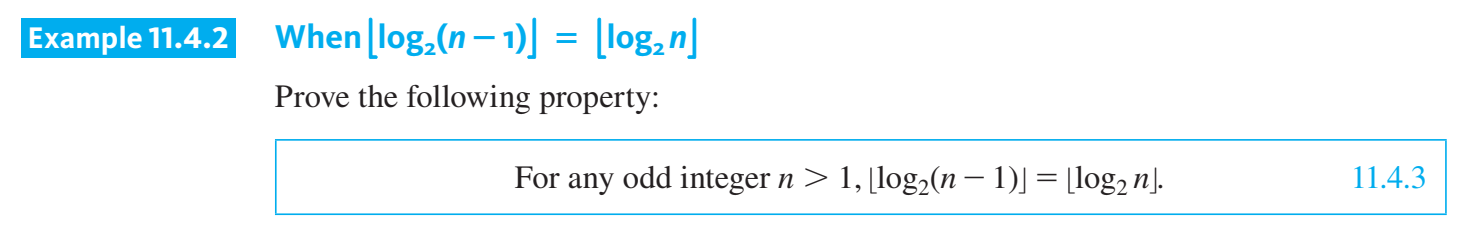 Example 11.4.2 When ⌊log₂(n − 1)⌋ = ⌊log₂ n⌋
Prove the following property:
For any odd integer n > 1, ⌊log₂(n − 1)⌋ = ⌊log₂ n⌋. 11.4.3